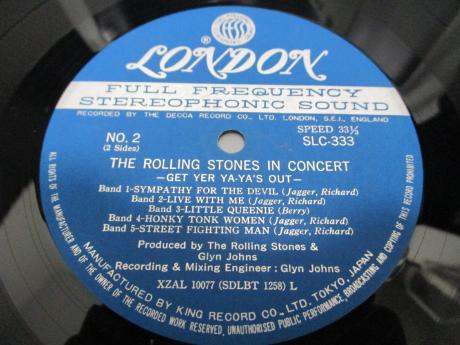 ® LONDON
FULL FREQUENCY
STEREOPHONIC SOUND
RECORDED BY THE DECCA RECORD CO., LTD. LONDON, S.E.I., ENGLAND
NO. 2
(2 Sides)
SPEED 33⅓
SLC-333
THE ROLLING STONES IN CONCERT
—GET YER YA-YA'S OUT—
Band 1-SYMPATHY FOR THE DEVIL (Jagger, Richard)
Band 2-LIVE WITH ME (Jagger, Richard)
Band 3-LITTLE QUEENIE (Berry)
Band 4-HONKY TONK WOMEN (Jagger, Richard)
Band 5-STREET FIGHTING MAN (Jagger, Richard)
Produced by The Rolling Stones &
Glyn Johns
Recording & Mixing Engineer : Glyn Johns
XZAL 10077 (SDLBT 1258) L
MANUFACTURED BY KING RECORD CO., LTD. TOKYO, JAPAN
ALL RIGHTS OF THE MANUFACTURER AND OF THE OWNER OF THE RECORDED WORK RESERVED, UNAUTHORISED PUBLIC PERFORMANCE, BROADCASTING AND COPYING OF THIS RECORD PROHIBITED